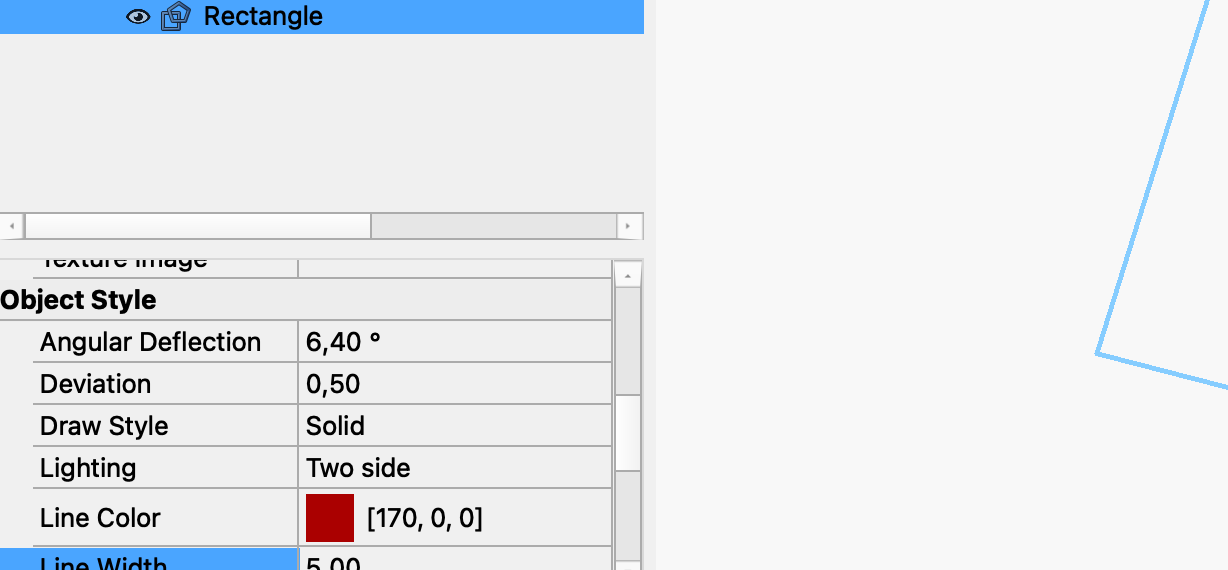 Rectangle
Texture Image
Object Style
Angular Deflection 6,40 °
Deviation 0,50
Draw Style Solid
Lighting Two side
Line Color [170, 0, 0]
Line Width 5,00